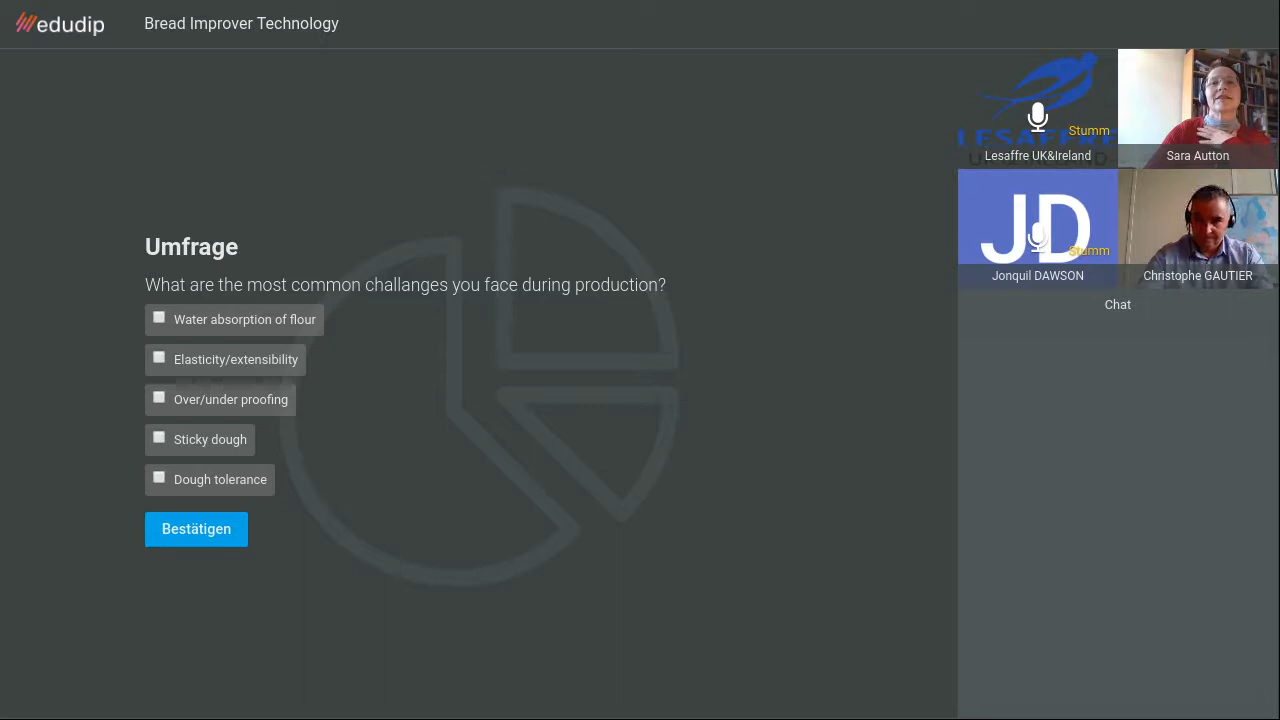 edudip
Bread Improver Technology
LESAFFRE
Stumm
Lesaffre UK&Ireland
Sara Autton
JD
Stumm
Jonquil DAWSON
Christophe GAUTIER
Chat
Umfrage
What are the most common challanges you face during production?
Water absorption of flour
Elasticity/extensibility
Over/under proofing
Sticky dough
Dough tolerance
Bestätigen